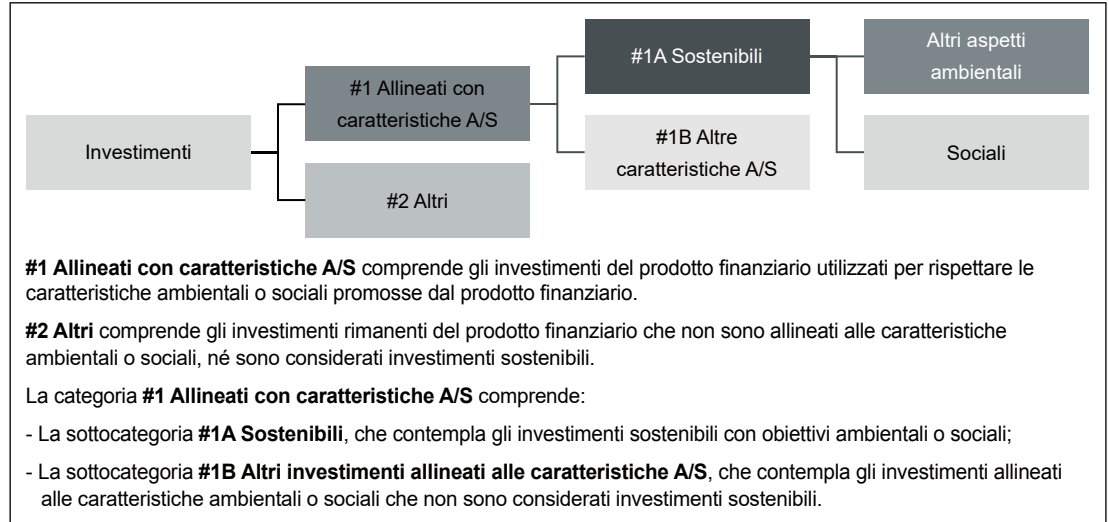 Investimenti
#1 Allineati con
caratteristiche A/S
#2 Altri
#1A Sostenibili
#1B Altre
caratteristiche A/S
Altri aspetti
ambientali
Sociali
#1 Allineati con caratteristiche A/S comprende gli investimenti del prodotto finanziario utilizzati per rispettare le
caratteristiche ambientali o sociali promosse dal prodotto finanziario.
#2 Altri comprende gli investimenti rimanenti del prodotto finanziario che non sono allineati alle caratteristiche
ambientali o sociali, né sono considerati investimenti sostenibili.
La categoria #1 Allineati con caratteristiche A/S comprende:
- La sottocategoria #1A Sostenibili, che contempla gli investimenti sostenibili con obiettivi ambientali o sociali;
- La sottocategoria #1B Altri investimenti allineati alle caratteristiche A/S, che contempla gli investimenti allineati
alle caratteristiche ambientali o sociali che non sono considerati investimenti sostenibili.